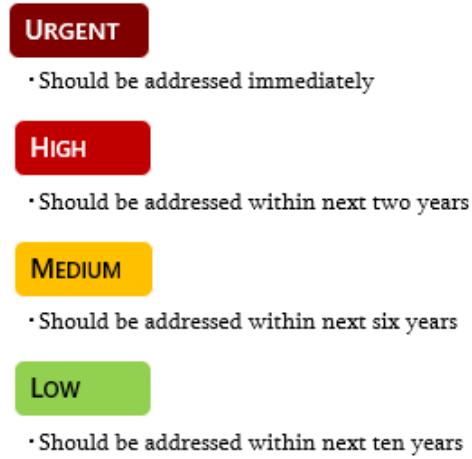 URGENT
· Should be addressed immediately
HIGH
· Should be addressed within next two years
MEDIUM
· Should be addressed within next six years
LOW
· Should be addressed within next ten years